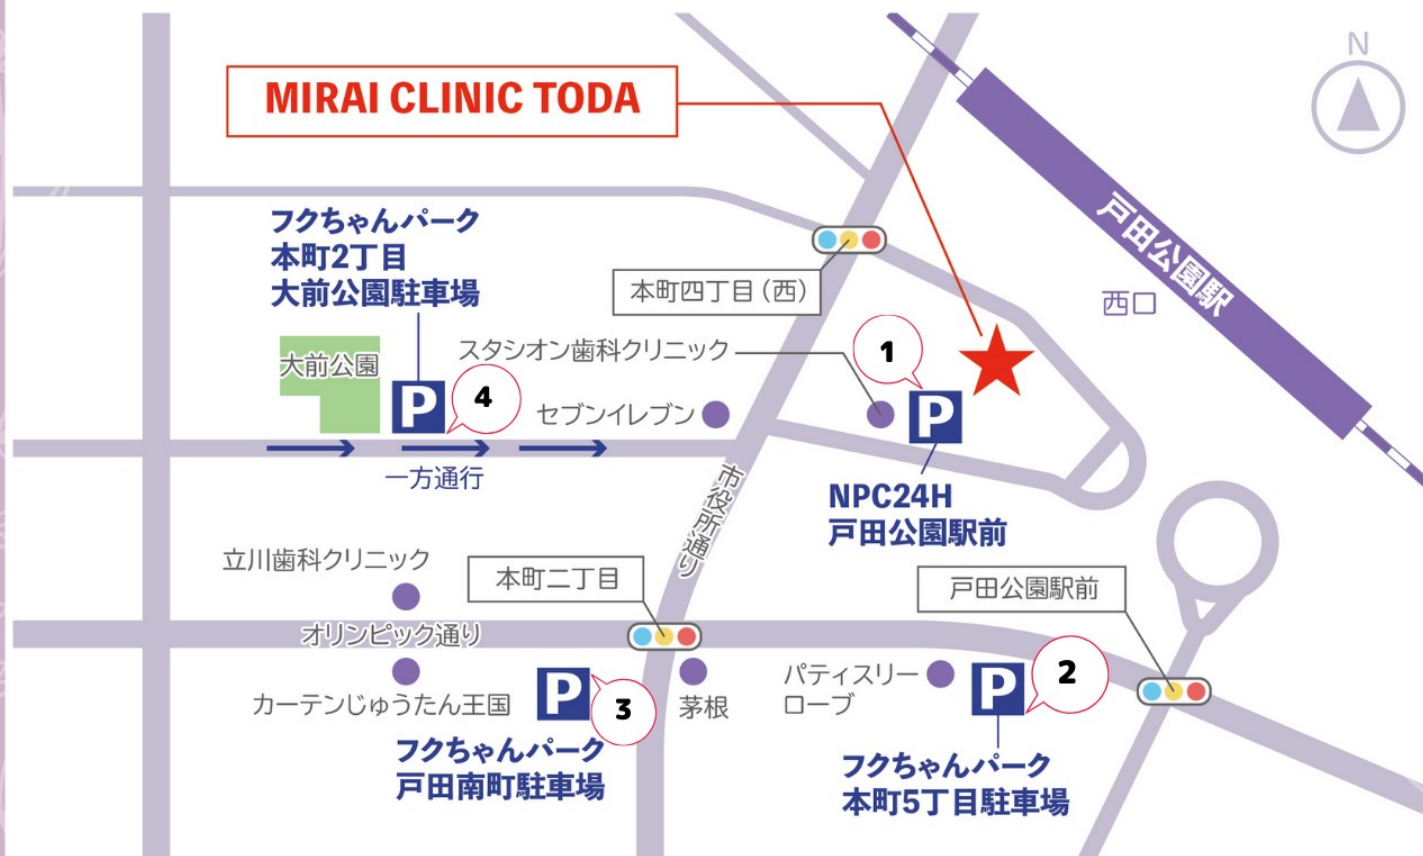 N
MIRAI CLINIC TODA
戸田公園駅
西口
フクちゃんパーク
本町2丁目
大前公園駐車場
本町四丁目(西)
大前公園
P
4
スタシオン歯科クリニック
1
P
セブンイレブン
一方通行
市役所通り
NPC24H
戸田公園駅前
立川歯科クリニック
本町二丁目
戸田公園駅前
オリンピック通り
カーテンじゅうたん王国
P
3
茅根
パティスリー
ローブ
P
2
フクちゃんパーク
戸田南町駐車場
フクちゃんパーク
本町5丁目駐車場